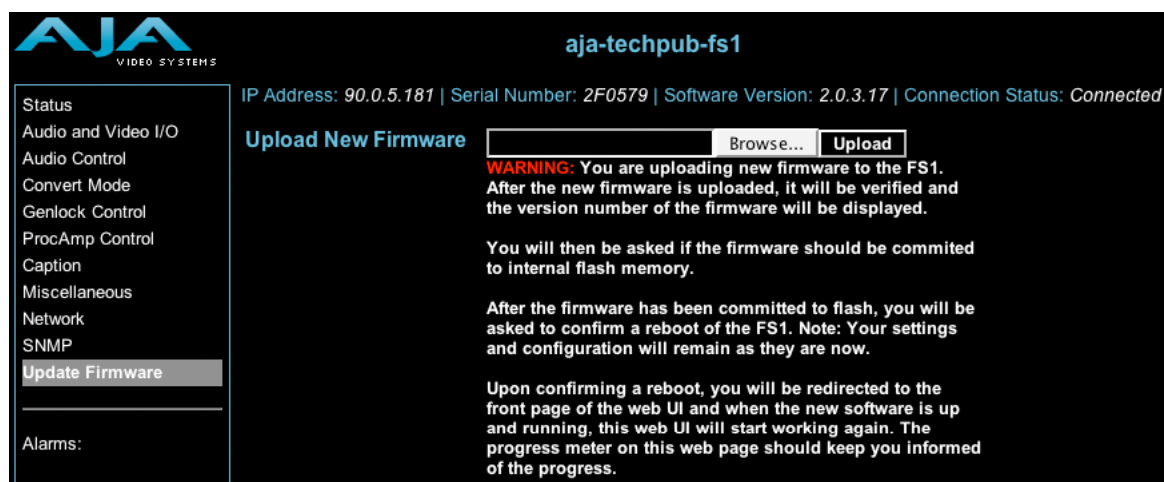 AJA
VIDEO SYSTEMS
aja-techpub-fs1
IP Address: 90.0.5.181 | Serial Number: 2F0579 | Software Version: 2.0.3.17 | Connection Status: Connected
Status
Audio and Video I/O
Audio Control
Convert Mode
Genlock Control
ProcAmp Control
Caption
Miscellaneous
Network
SNMP
Update Firmware
Alarms:
Upload New Firmware
Browse... Upload
WARNING: You are uploading new firmware to the FS1.
After the new firmware is uploaded, it will be verified and
the version number of the firmware will be displayed.
You will then be asked if the firmware should be commited
to internal flash memory.
After the firmware has been committed to flash, you will be
asked to confirm a reboot of the FS1. Note: Your settings
and configuration will remain as they are now.
Upon confirming a reboot, you will be redirected to the
front page of the web UI and when the new software is up
and running, this web UI will start working again. The
progress meter on this web page should keep you informed
of the progress.